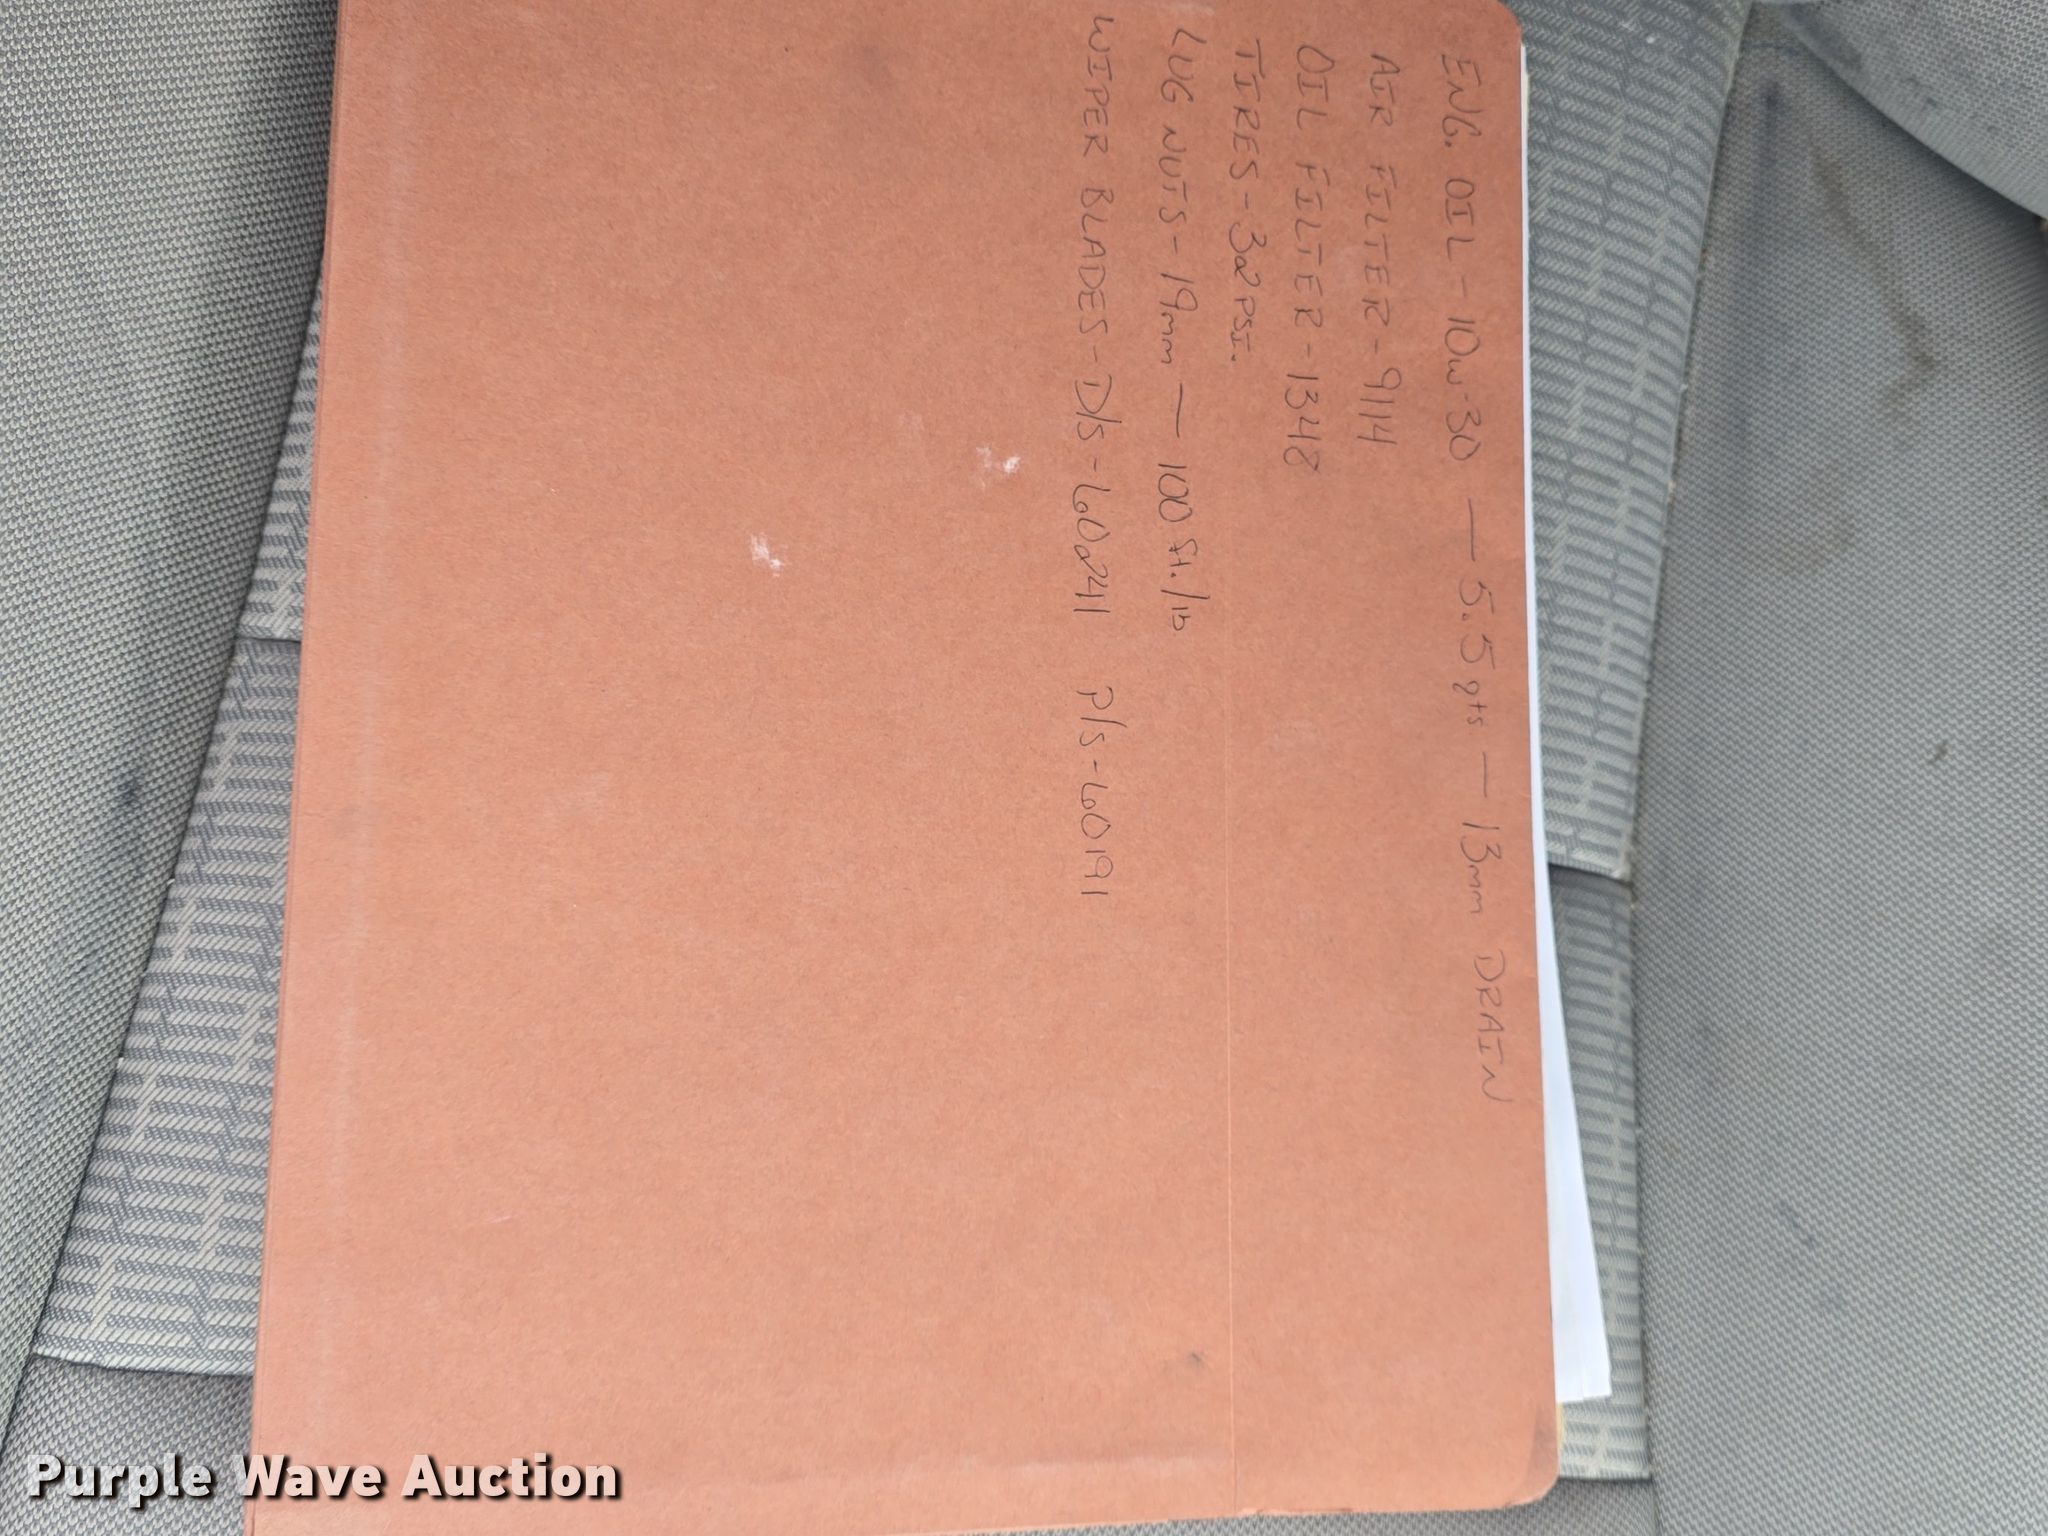 ENG. OIL - 10W-30 — 5.5 qts — 13mm DRAIN
AIR FILTER - 9114
OIL FILTER - 1348
TIRES - 32 PSI.
LUG NUTS - 19mm — 100 ft./lb
WIPER BLADES - D/S - 60241 P/S - 60191
Purple Wave Auction